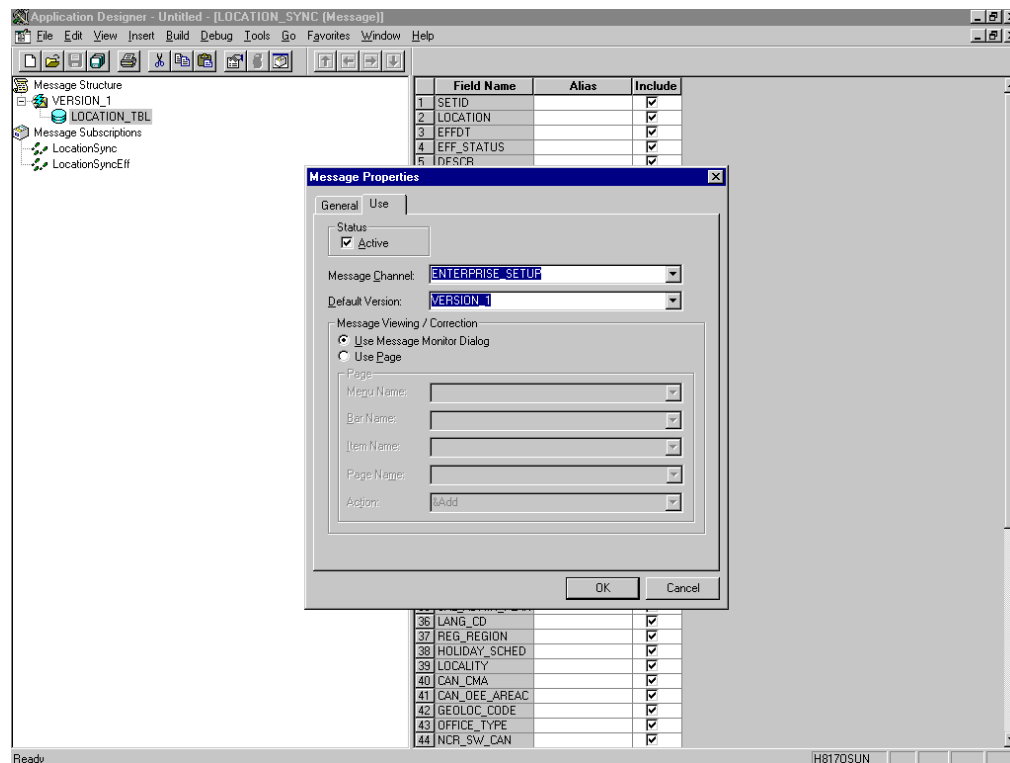 Application Designer - Untitled - [LOCATION_SYNC (Message)]
File Edit View Insert Build Debug Tools Go Favorites Window Help
Message Structure
VERSION_1
LOCATION_TBL
Message Subscriptions
LocationSync
LocationSyncEff
Field Name Alias Include
1 SETID
2 LOCATION
3 EFFDT
4 EFF_STATUS
5 DESCR
Message Properties
General Use
Status
Active
Message Channel: ENTERPRISE_SETUP
Default Version: VERSION_1
Message Viewing / Correction
Use Message Monitor Dialog
Use Page
Page
Menu Name:
Bar Name:
Item Name:
Page Name:
Action: &Add
OK Cancel
36 LANG_CD
37 REG_REGION
38 HOLIDAY_SCHED
39 LOCALITY
40 CAN_CMA
41 CAN_OEE_AREAC
42 GEOLOC_CODE
43 OFFICE_TYPE
44 NCR_SW_CAN
Ready H8170SUN